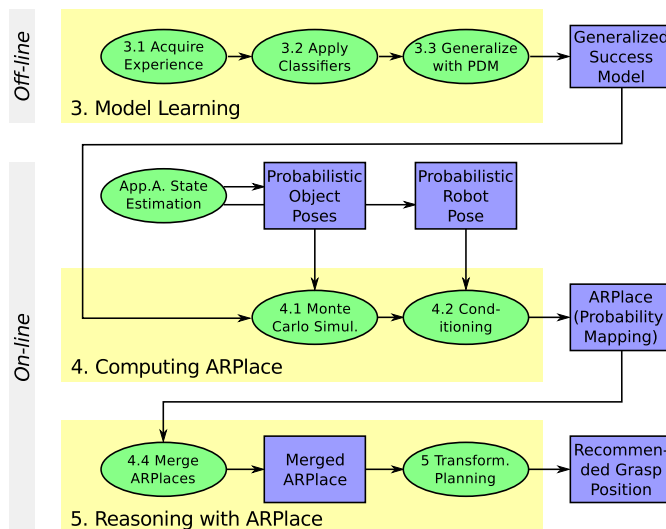 Off-line
3.1 Acquire
Experience
3.2 Apply
Classifiers
3.3 Generalize
with PDM
Generalized
Success
Model
3. Model Learning
On-line
App.A. State
Estimation
Probabilistic
Object
Poses
Probabilistic
Robot
Pose
4.1 Monte
Carlo Simul.
4.2 Cond-
itioning
ARPlace
(Probability
Mapping)
4. Computing ARPlace
4.4 Merge
ARPlaces
Merged
ARPlace
5 Transform.
Planning
Recommen-
ded Grasp
Position
5. Reasoning with ARPlace